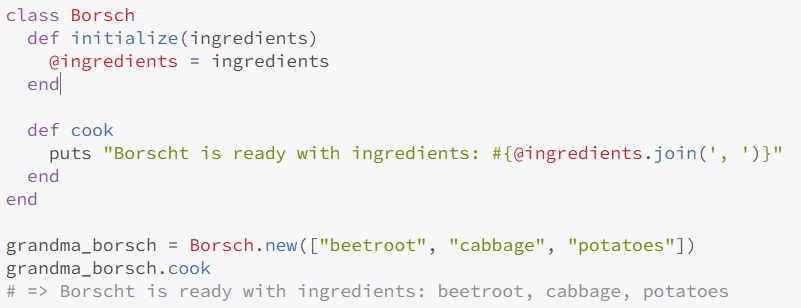 class Borsch
  def initialize(ingredients)
    @ingredients = ingredients
  end

  def cook
    puts "Borscht is ready with ingredients: #{@ingredients.join(', ')}"
  end
end

grandma_borsch = Borsch.new(["beetroot", "cabbage", "potatoes"])
grandma_borsch.cook
# => Borscht is ready with ingredients: beetroot, cabbage, potatoes